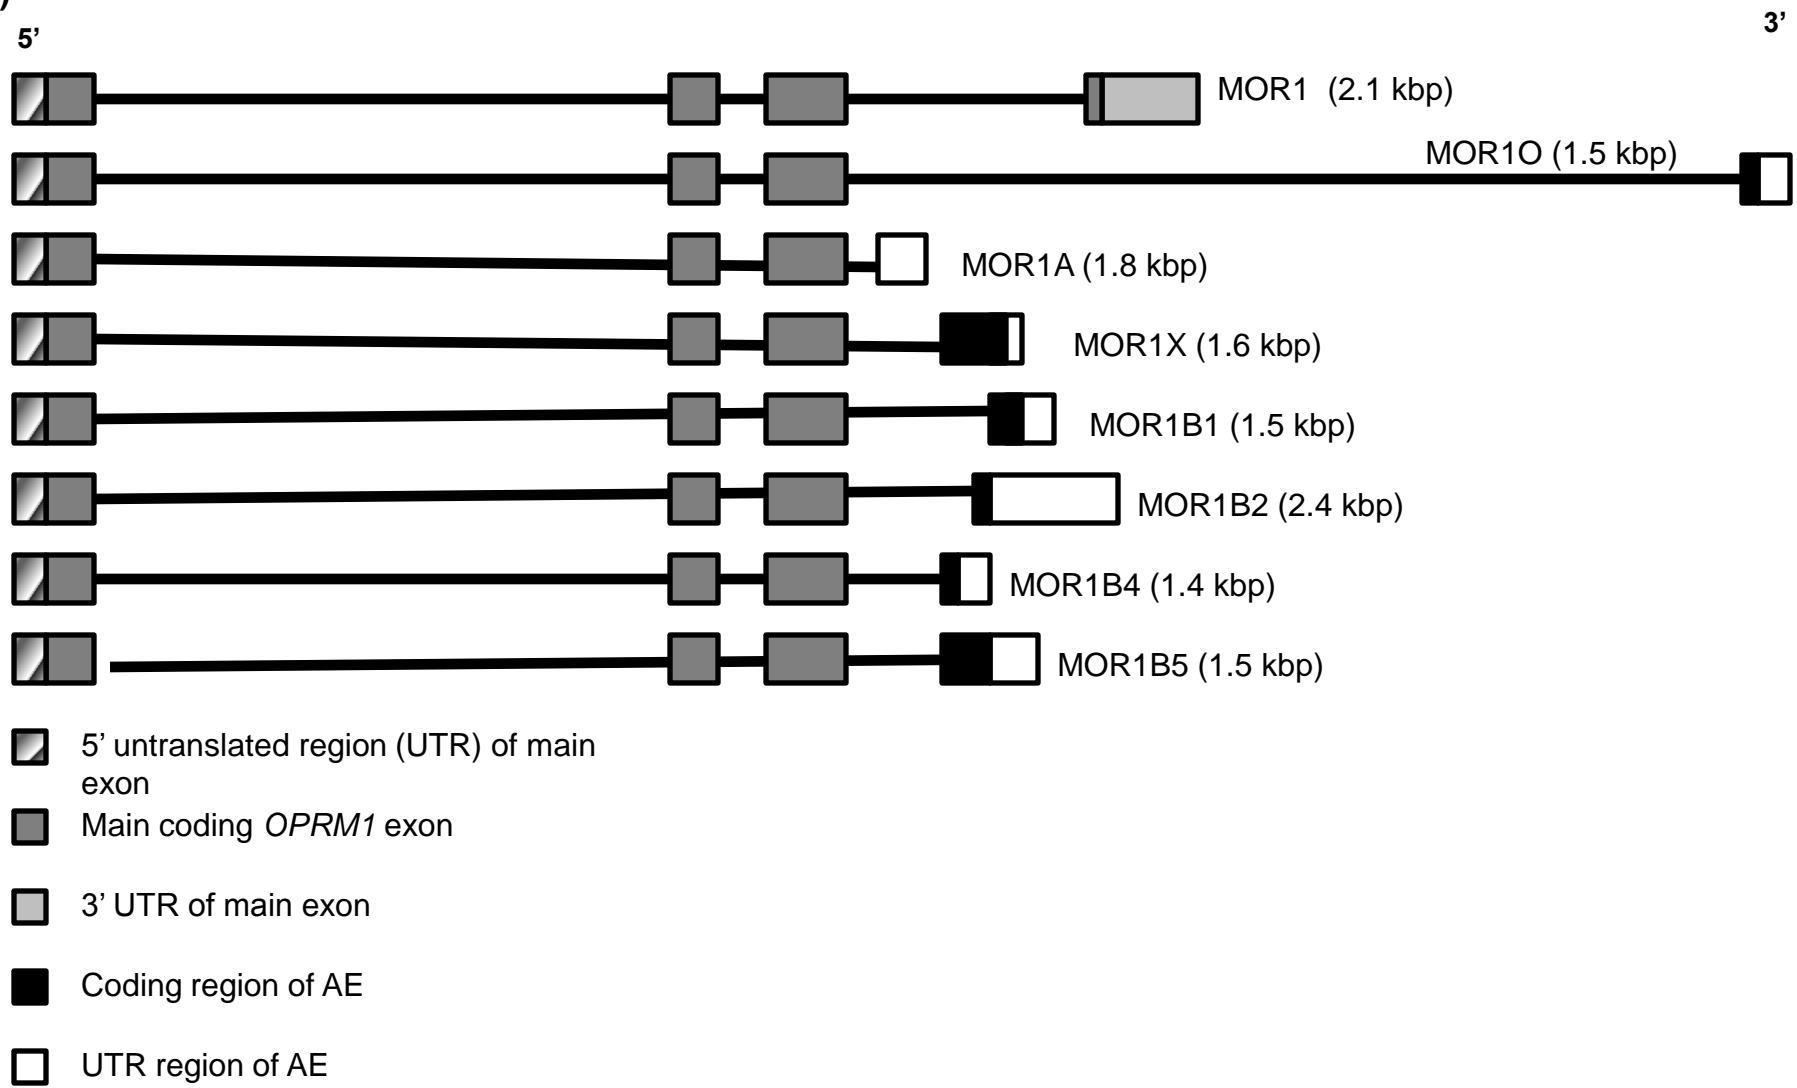 )
5’
3’
MOR1 (2.1 kbp)
MOR1O (1.5 kbp)
MOR1A (1.8 kbp)
MOR1X (1.6 kbp)
MOR1B1 (1.5 kbp)
MOR1B2 (2.4 kbp)
MOR1B4 (1.4 kbp)
MOR1B5 (1.5 kbp)
5’ untranslated region (UTR) of main
exon
Main coding OPRM1 exon
3’ UTR of main exon
Coding region of AE
UTR region of AE